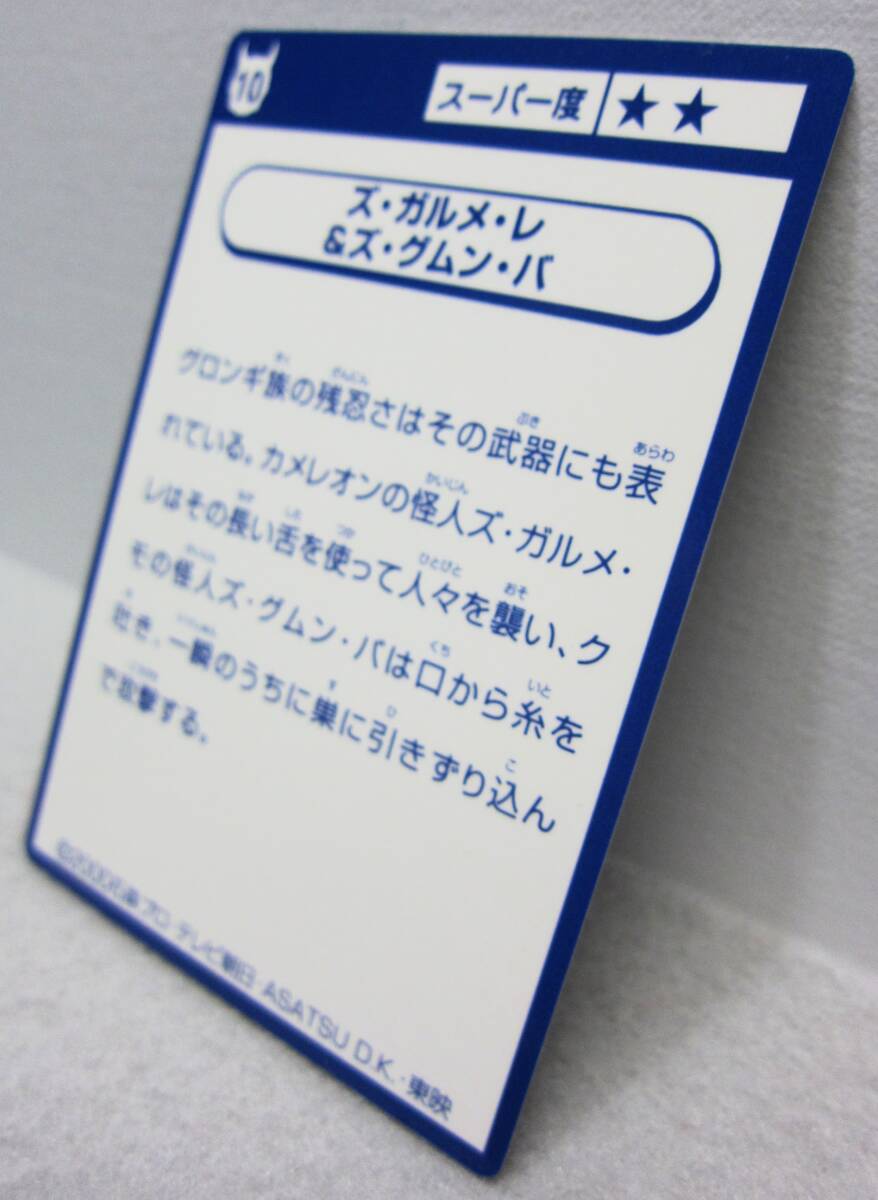 10
スーパー度 ★★
ズ・ガルメ・レ
&ズ・グムン・バ
グロンギ族の残忍さはその武器にも表
れている。カメレオンの怪人ズ・ガルメ・
レはその長い舌を使って人々を襲い、ク
モの怪人ズ・グムン・バは口から糸を
吐き、一瞬のうちに巣に引きずり込ん
で攻撃する。
©2000石森プロ・テレビ朝日・ASATSU D.K.・東映